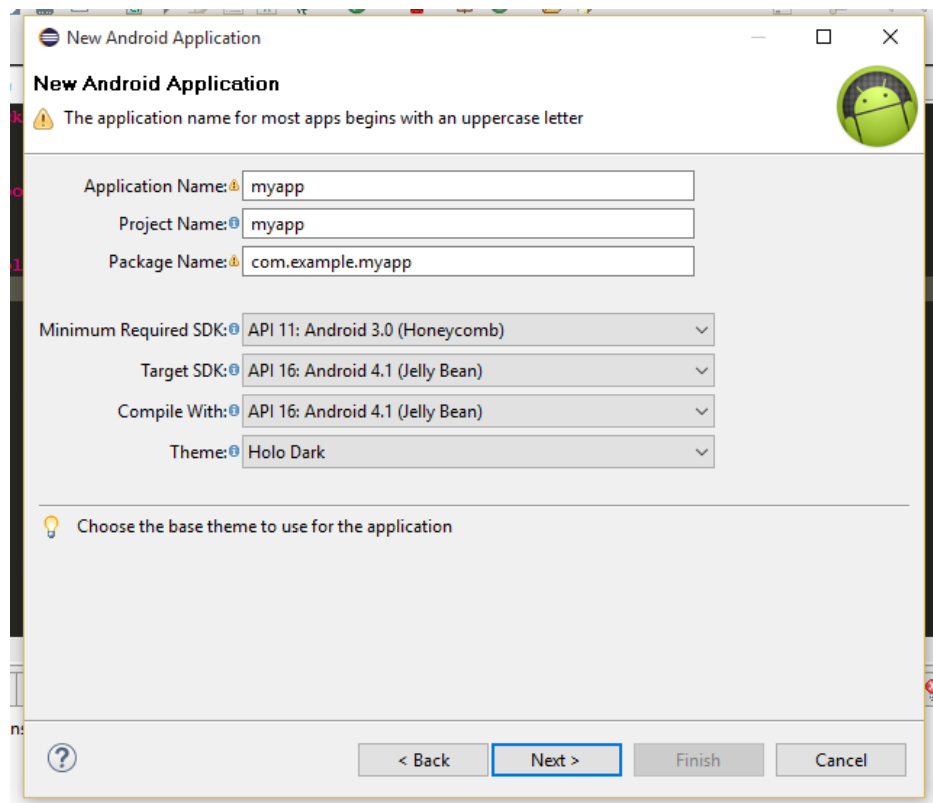 New Android Application
New Android Application
The application name for most apps begins with an uppercase letter
Application Name: myapp
Project Name: myapp
Package Name: com.example.myapp
Minimum Required SDK: API 11: Android 3.0 (Honeycomb)
Target SDK: API 16: Android 4.1 (Jelly Bean)
Compile With: API 16: Android 4.1 (Jelly Bean)
Theme: Holo Dark
Choose the base theme to use for the application
< Back Next > Finish Cancel